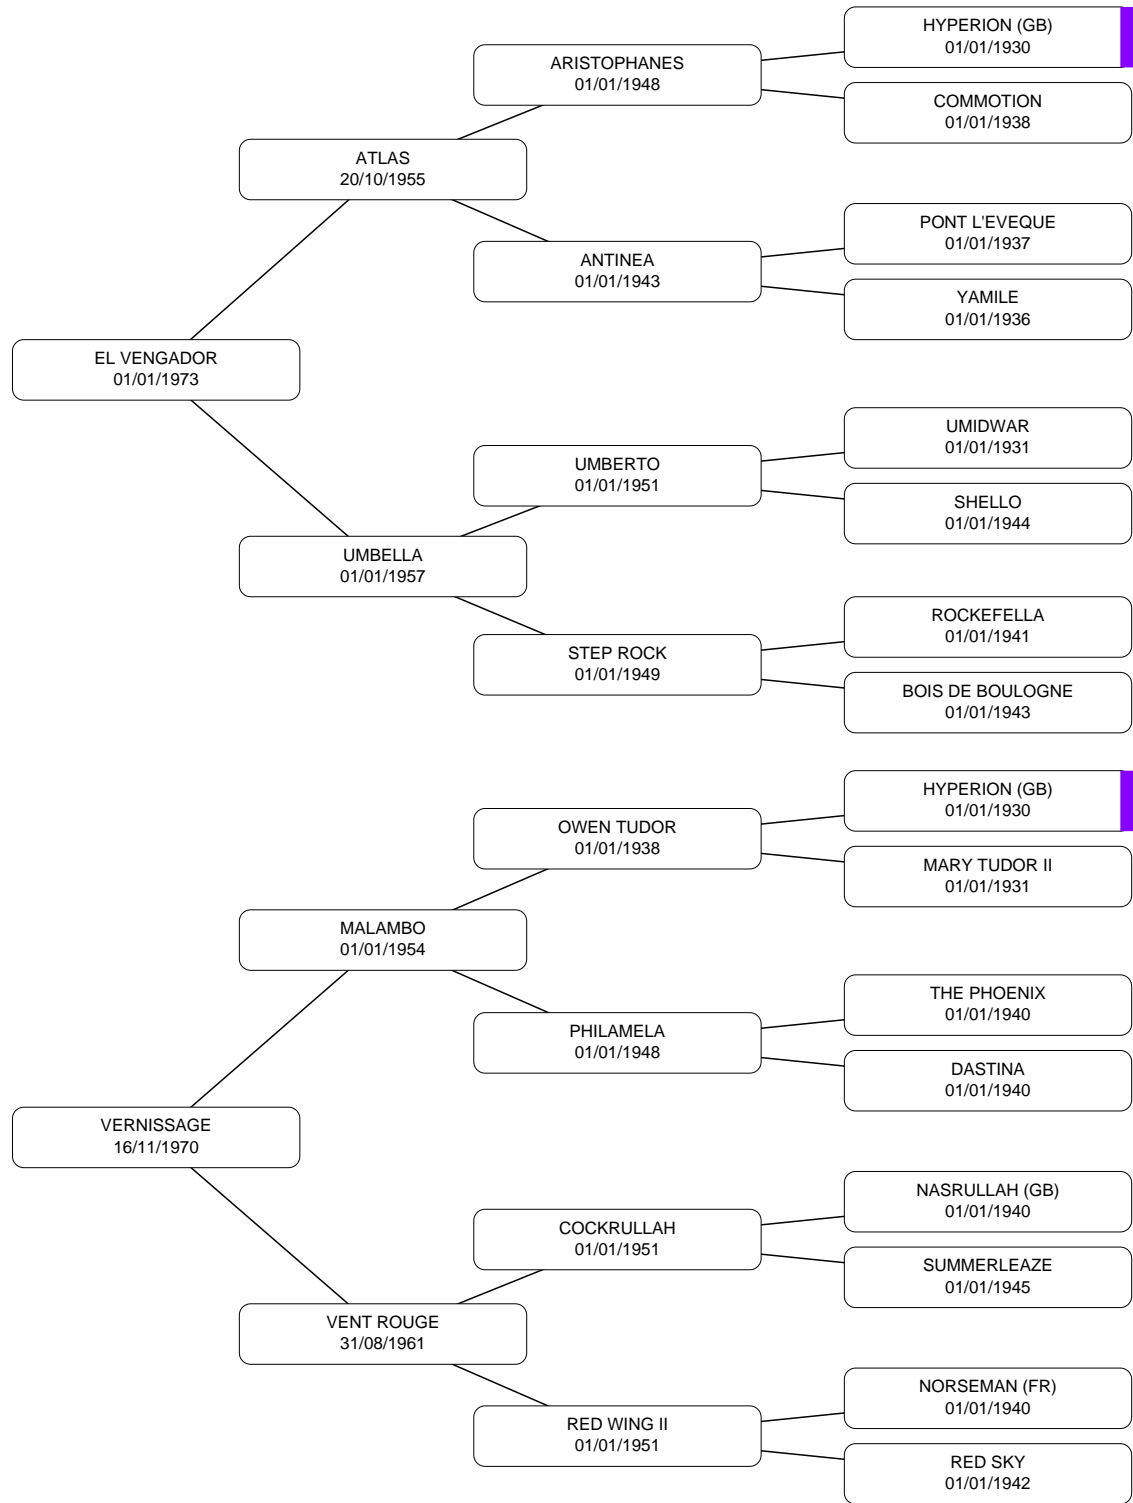 HYPERION (GB)
01/01/1930
ARISTOPHANES
01/01/1948
COMMOTION
01/01/1938
ATLAS
20/10/1955
PONT L'EVEQUE
01/01/1937
ANTINEA
01/01/1943
YAMILE
01/01/1936
EL VENGADOR
01/01/1973
UMIDWAR
01/01/1931
UMBERTO
01/01/1951
SHELLO
01/01/1944
UMBELLA
01/01/1957
ROCKEFELLA
01/01/1941
STEP ROCK
01/01/1949
BOIS DE BOULOGNE
01/01/1943
HYPERION (GB)
01/01/1930
OWEN TUDOR
01/01/1938
MARY TUDOR II
01/01/1931
MALAMBO
01/01/1954
THE PHOENIX
01/01/1940
PHILAMELA
01/01/1948
DASTINA
01/01/1940
VERNISSAGE
16/11/1970
NASRULLAH (GB)
01/01/1940
COCKRULLAH
01/01/1951
SUMMERLEAZE
01/01/1945
VENT ROUGE
31/08/1961
NORSEMAN (FR)
01/01/1940
RED WING II
01/01/1951
RED SKY
01/01/1942